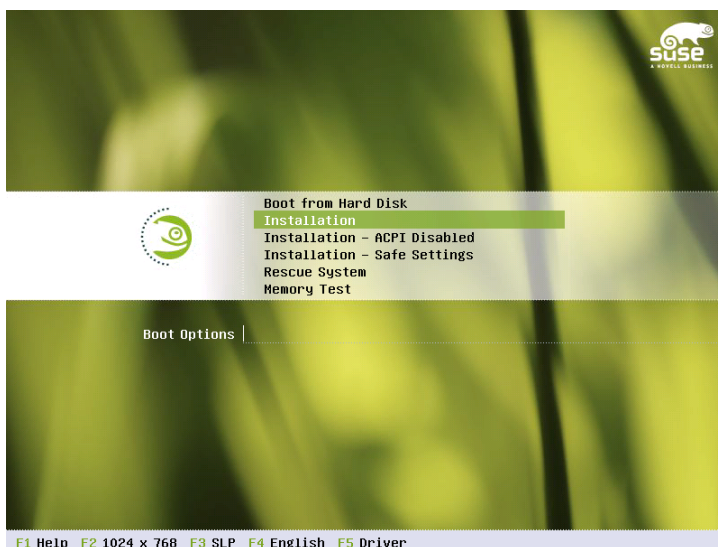 SUSE
A NOVELL BUSINESS
Boot from Hard Disk
Installation
Installation - ACPI Disabled
Installation - Safe Settings
Rescue System
Memory Test
Boot Options
F1 Help F2 1024 x 768 F3 SLP F4 English F5 Driver